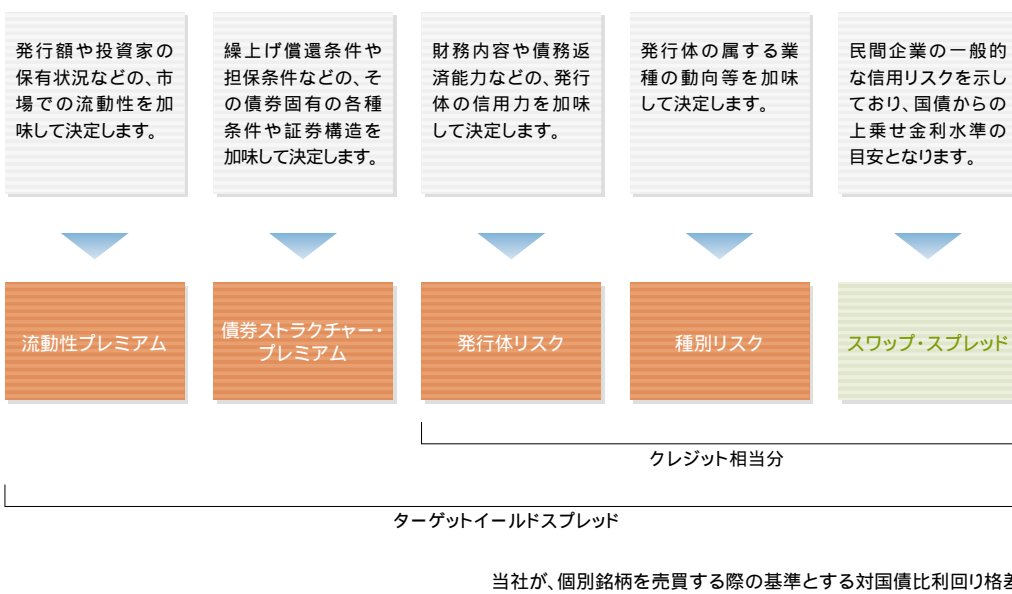 発行額や投資家の
保有状況などの、市
場での流動性を加
味して決定します。
繰上げ償還条件や
担保条件などの、そ
の債券固有の各種
条件や証券構造を
加味して決定します。
財務内容や債務返
済能力などの、発行
体の信用力を加味
して決定します。
発行体の属する業
種の動向等を加味
して決定します。
民間企業の一般的
な信用リスクを示し
ており、国債からの
上乗せ金利水準の
目安となります。
流動性プレミアム
債券ストラクチャー・
プレミアム
発行体リスク
種別リスク
スワップ・スプレッド
クレジット相当分
ターゲットイールドスプレッド
当社が、個別銘柄を売買する際の基準とする対国債比利回り格差